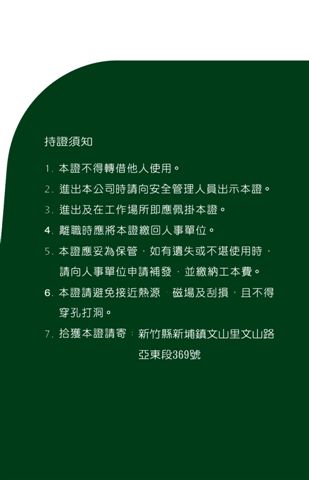 持證須知
1. 本證不得轉借他人使用。
2. 進出本公司時請向安全管理人員出示本證。
3. 進出及在工作場所即應佩掛本證。
4. 離職時應將本證繳回人事單位。
5. 本證應妥為保管，如有遺失或不堪使用時，
請向人事單位申請補發，並繳納工本費。
6. 本證請避免接近熱源、磁場及刮損，且不得
穿孔打洞。
7. 拾獲本證請寄：新竹縣新埔鎮文山里文山路
亞東段369號